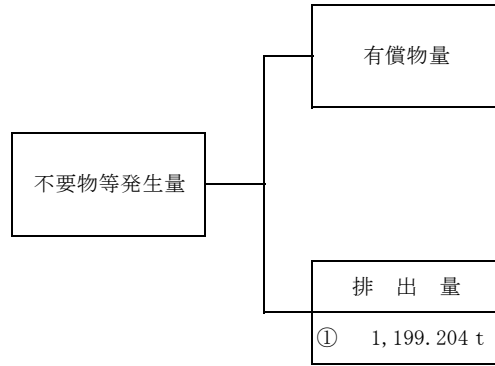 有償物量
不要物等発生量
排 出 量
① 1,199.204 t